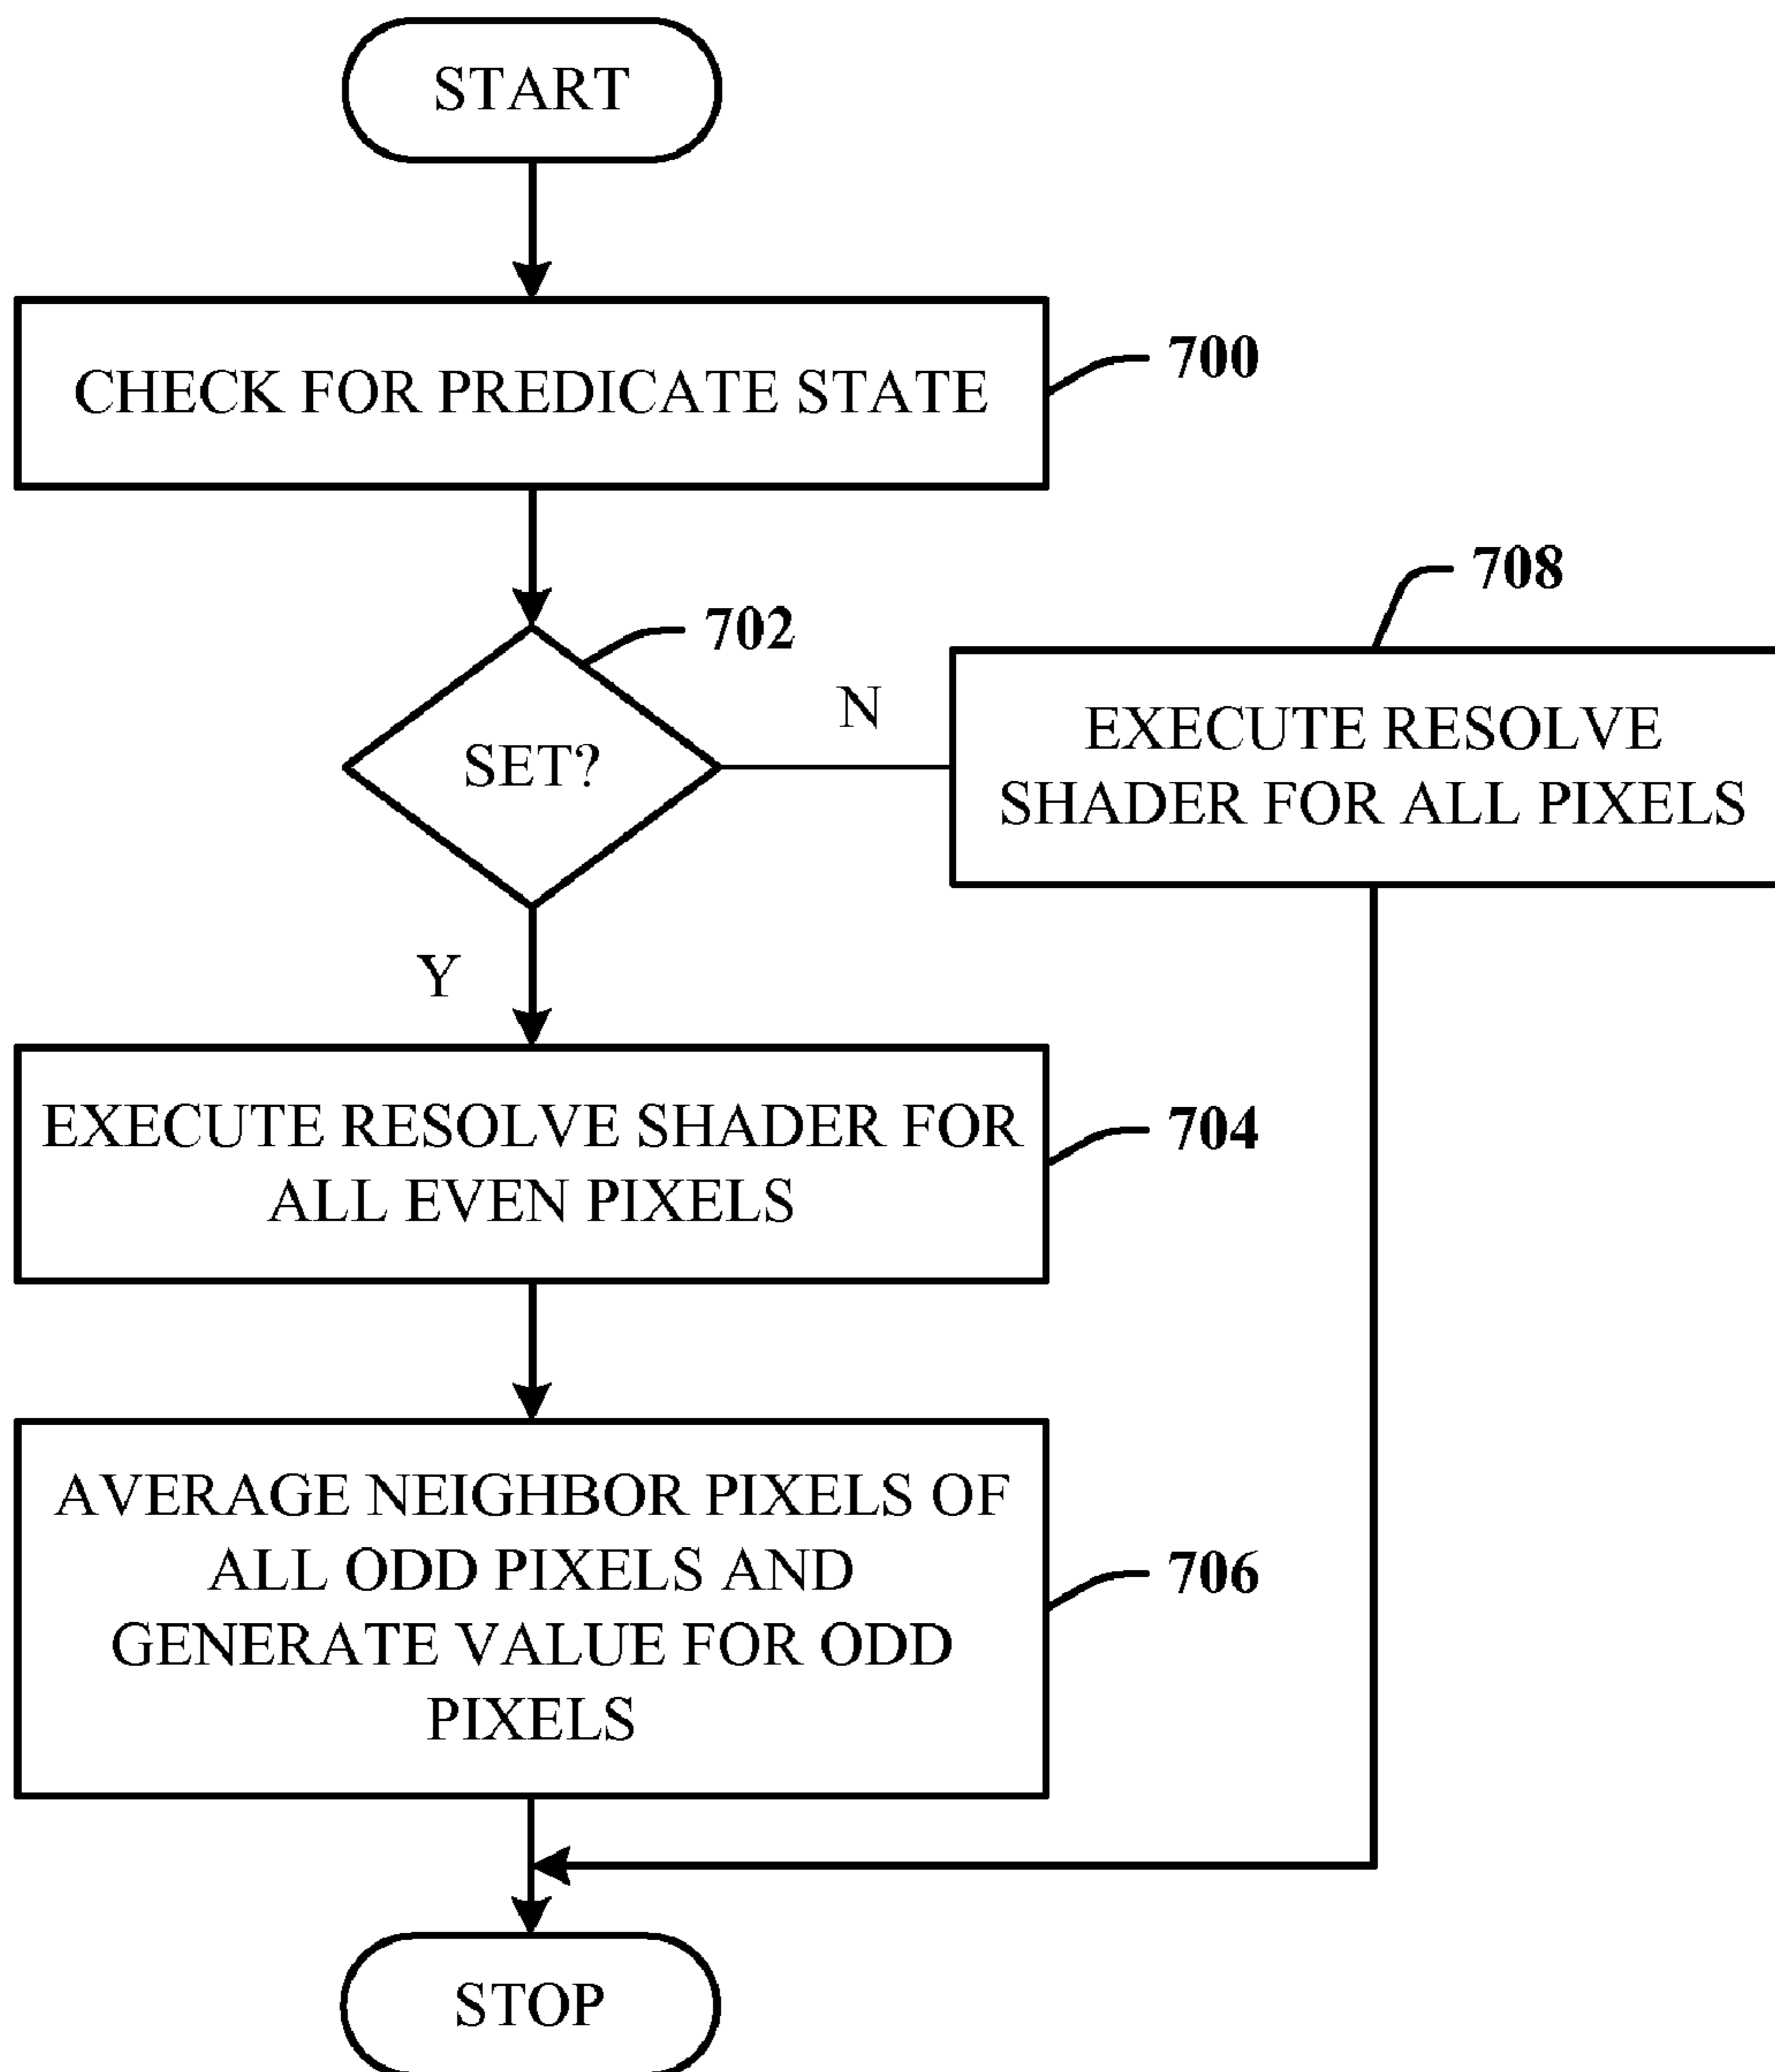 START
CHECK FOR PREDICATE STATE
700
702
SET?
N
708
EXECUTE RESOLVE
SHADER FOR ALL PIXELS
Y
EXECUTE RESOLVE SHADER FOR
ALL EVEN PIXELS
704
AVERAGE NEIGHBOR PIXELS OF
ALL ODD PIXELS AND
GENERATE VALUE FOR ODD
PIXELS
706
STOP